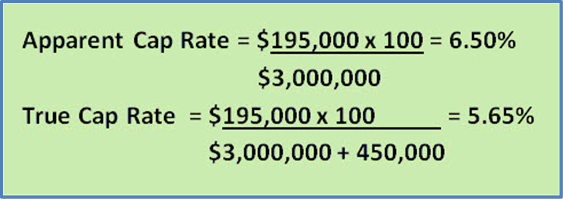 Apparent Cap Rate = $195,000 x 100 = 6.50%
$3,000,000
True Cap Rate = $195,000 x 100 = 5.65%
$3,000,000 + 450,000